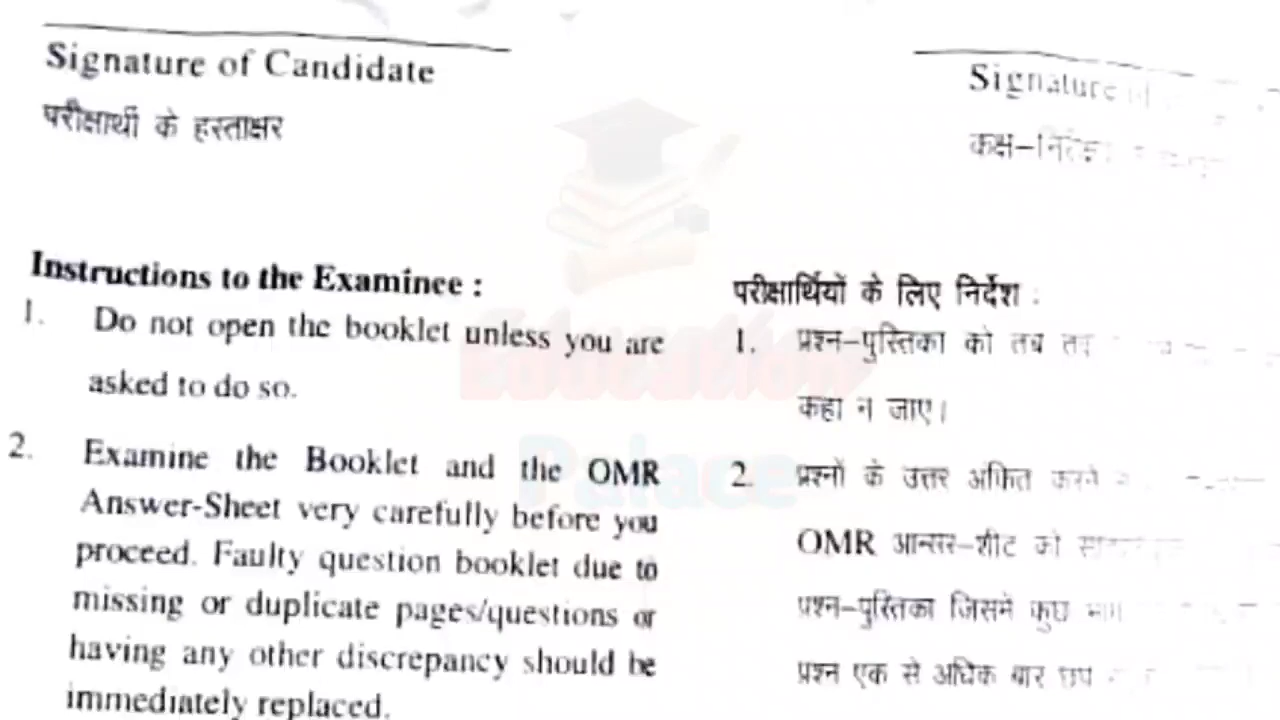 Signature of Candidate
परीक्षार्थी के हस्ताक्षर
Signature of
कक्ष–
Instructions to the Examinee :
1. Do not open the booklet unless you are
asked to do so.
2. Examine the Booklet and the OMR
Answer-Sheet very carefully before you
proceed. Faulty question booklet due to
missing or duplicate pages/questions or
having any other discrepancy should be
immediately replaced.
परीक्षार्थियों के लिए निर्देश :
1. प्रश्न–पुस्तिका को तब
कहा न जाए।
2. प्रश्नों के उत्तर अंकित करने
OMR आन्सर–शीट को
प्रश्न–पुस्तिका जिसमें कुछ भाग
प्रश्न एक से अधिक बार छप
Education
Palace